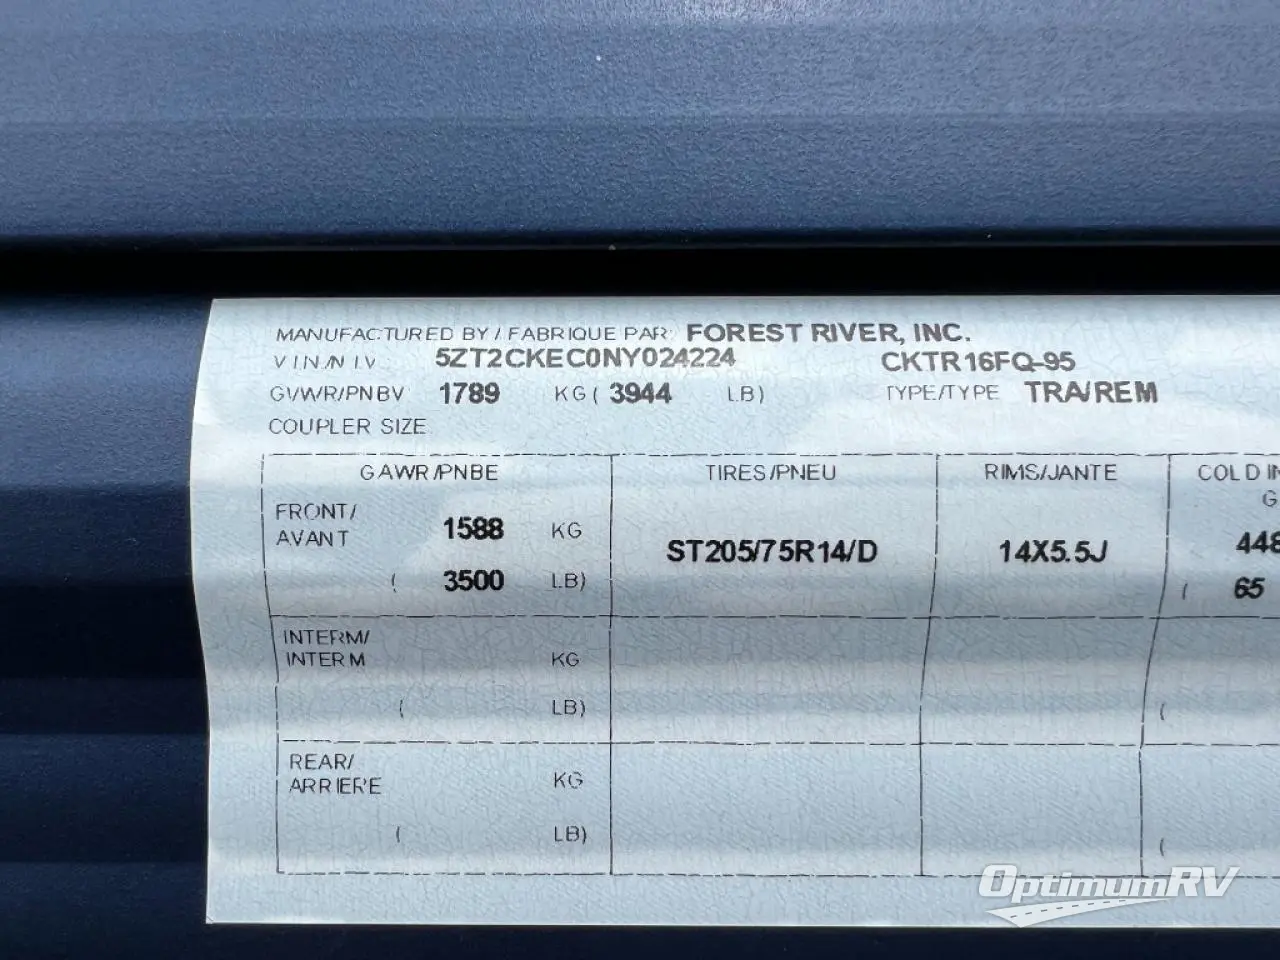 MANUFACTURED BY / FABRIQUE PAR: FOREST RIVER, INC.
V.I.N./N.I.V. 5ZT2CKEC0NY024224 CKTR16FQ-95
GVWR/PNBV 1789 KG ( 3944 LB) TYPE/TYPE TRA/REM
COUPLER SIZE
GAWR/PNBE TIRES/PNEU RIMS/JANTE COLD
FRONT/
AVANT 1588 KG ST205/75R14/D 14X5.5J 448
( 3500 LB) ( 65
INTERM/
INTERM KG
( LB) (
REAR/
ARRIERE KG
( LB) (
OptimumRV